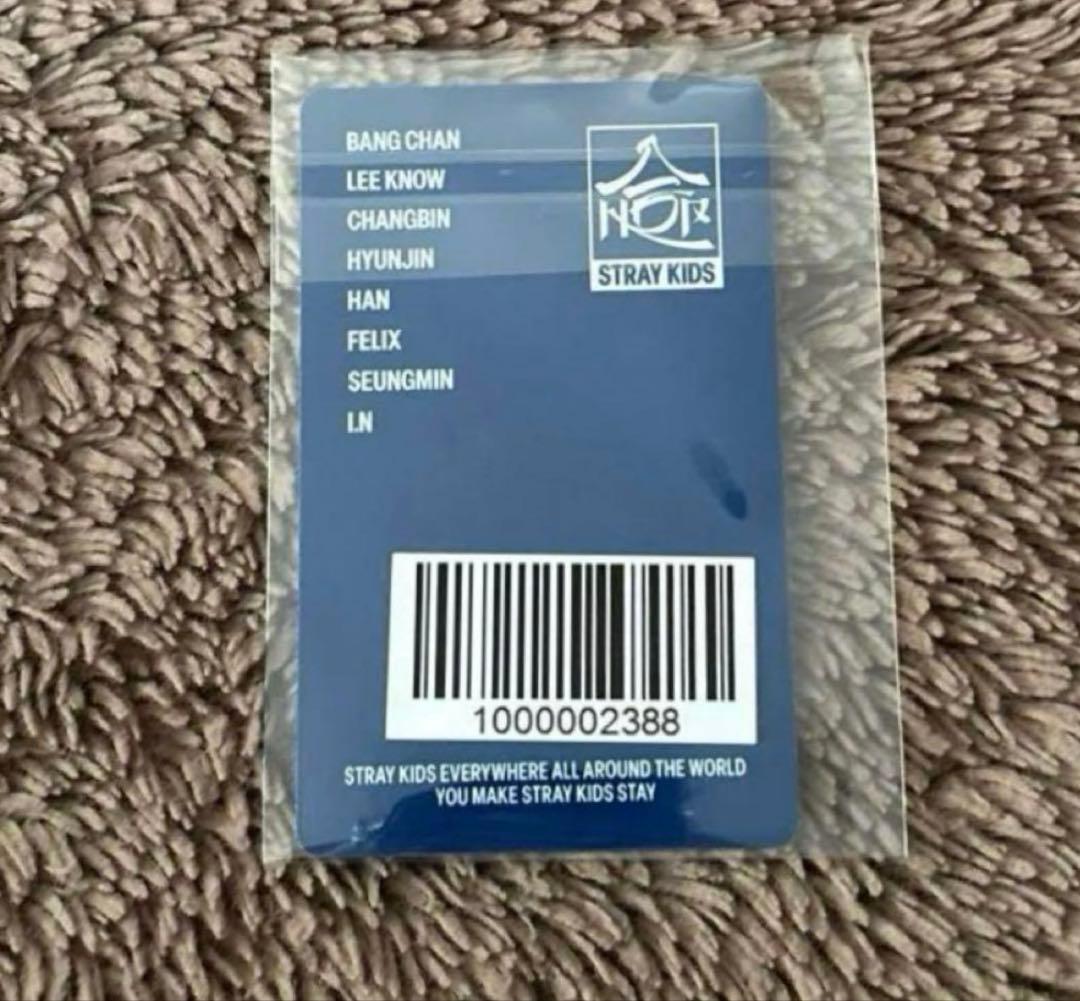 BANG CHAN
LEE KNOW
CHANGBIN
HYUNJIN
HAN
FELIX
SEUNGMIN
I.N
STRAY KIDS
1000002388
STRAY KIDS EVERYWHERE ALL AROUND THE WORLD
YOU MAKE STRAY KIDS STAY